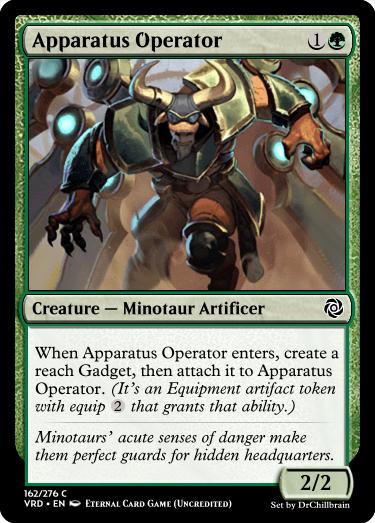 Apparatus Operator 1
Creature — Minotaur Artificer
When Apparatus Operator enters, create a
reach Gadget, then attach it to Apparatus
Operator. (It's an Equipment artifact token
with equip 2 that grants that ability.)
Minotaurs' acute senses of danger make
them perfect guards for hidden headquarters.
2/2
162/276 C
VRD • EN Eternal Card Game (Uncredited)
Set by DrChillbrain